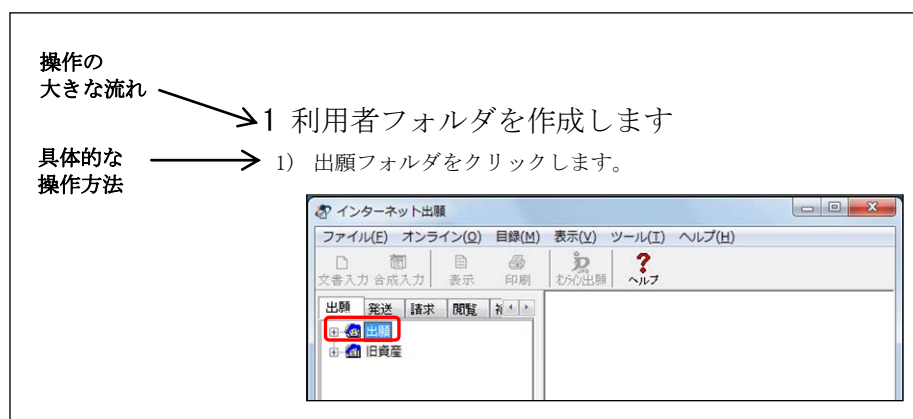 操作の
大きな流れ
1 利用者フォルダを作成します
具体的な
操作方法
1) 出願フォルダをクリックします。
インターネット出願
ファイル(F) オンライン(O) 目録(M) 表示(V) ツール(T) ヘルプ(H)
文書入力 合成入力 表示 印刷 むらん出願 ヘルプ
出願 発送 請求 閲覧
出願
旧資産